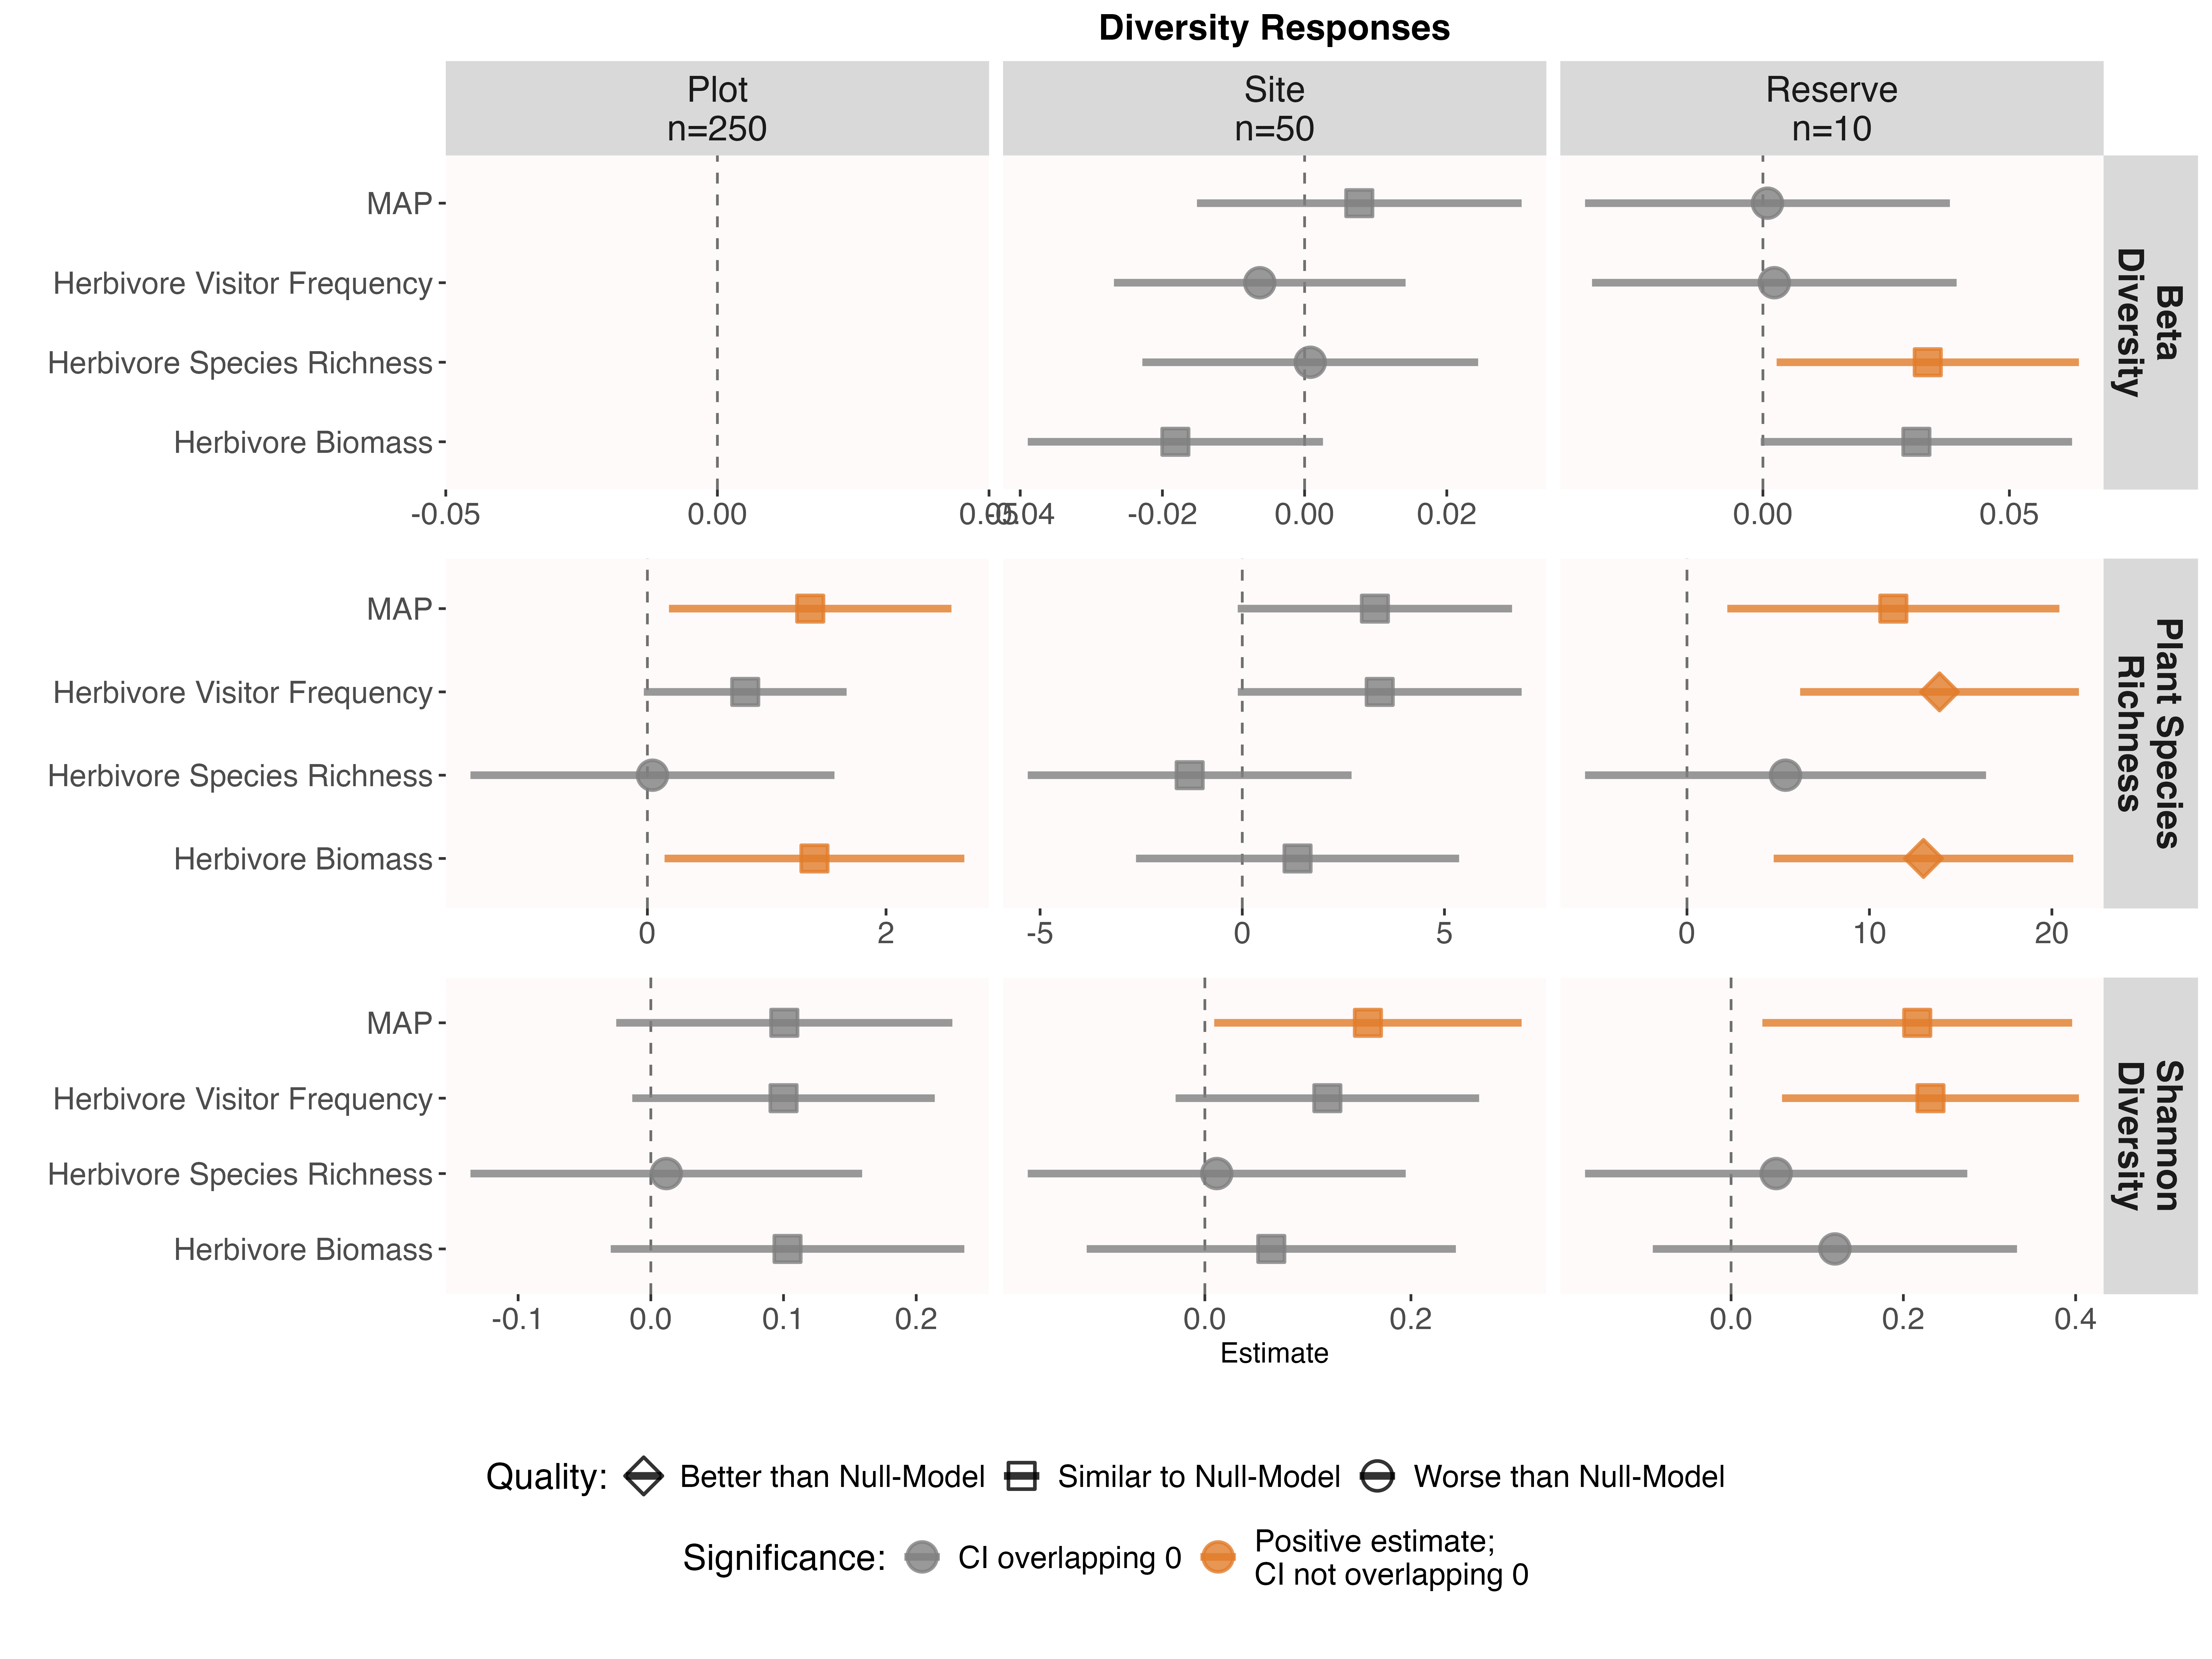 Diversity Responses
Plot
n=250
Site
n=50
Reserve
n=10
MAP
Herbivore Visitor Frequency
Herbivore Species Richness
Herbivore Biomass
Beta
Diversity
-0.05 0.00 0.05
-0.04 -0.02 0.00 0.02
0.00 0.05
MAP
Herbivore Visitor Frequency
Herbivore Species Richness
Herbivore Biomass
Plant Species
Richness
0 2
-5 0 5
0 10 20
MAP
Herbivore Visitor Frequency
Herbivore Species Richness
Herbivore Biomass
Shannon
Diversity
-0.1 0.0 0.1 0.2
0.0 0.2
0.0 0.2 0.4
Estimate
Quality: Better than Null-Model Similar to Null-Model Worse than Null-Model
Significance: CI overlapping 0 Positive estimate;
CI not overlapping 0